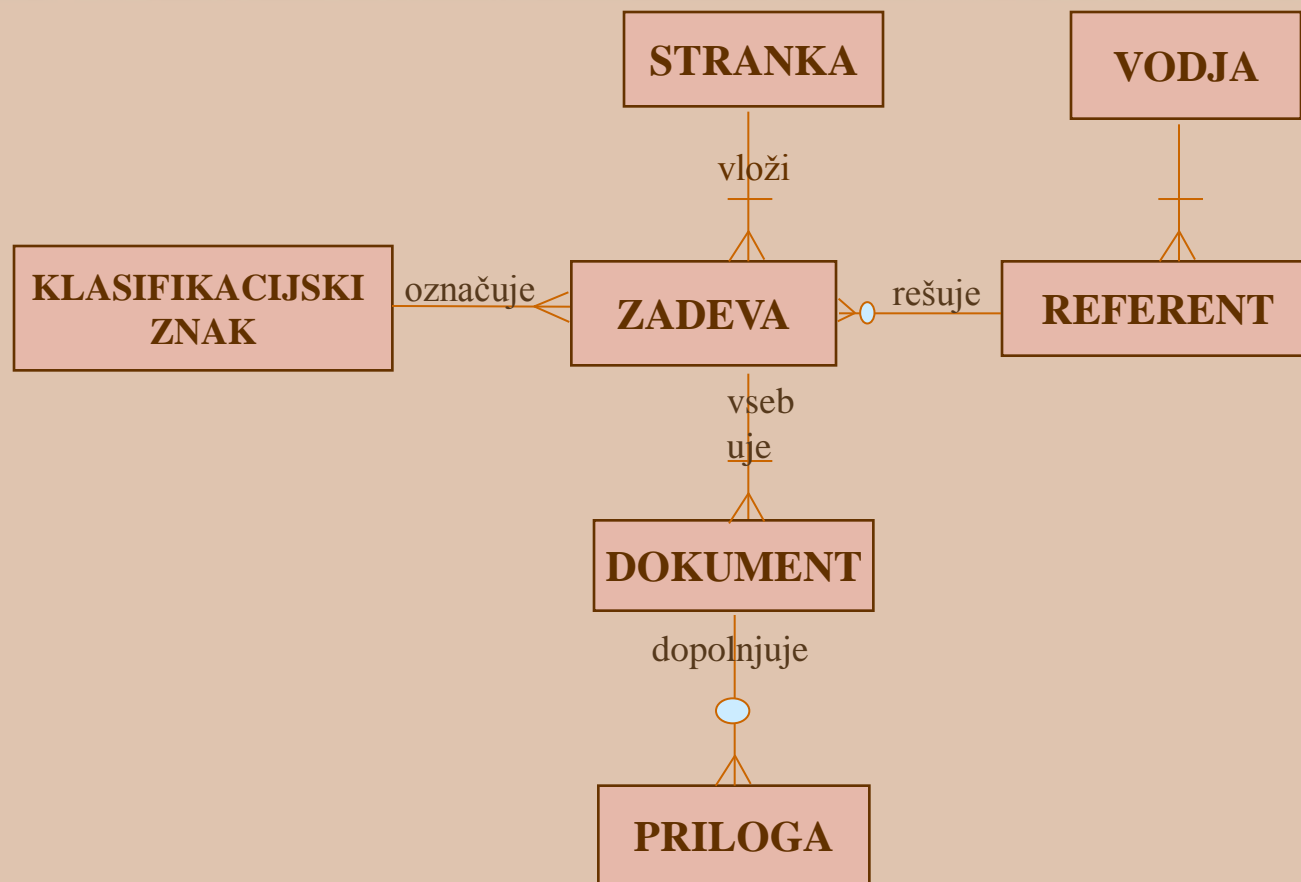 STRANKA
VODJA
vloži
KLASIFIKACIJSKI
ZNAK
označuje
ZADEVA
rešuje
REFERENT
vseb
uje
DOKUMENT
dopolnjuje
PRILOGA